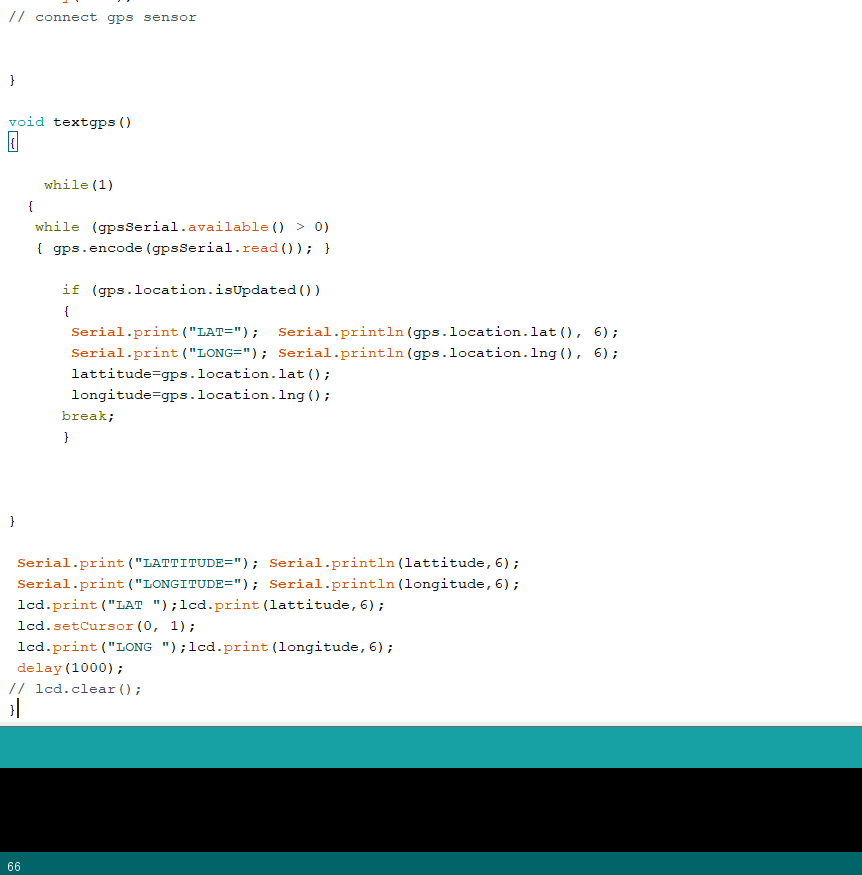 // connect gps sensor
}
void textgps()
{
while(1)
{
while (gpsSerial.available() > 0)
{ gps.encode(gpsSerial.read()); }
if (gps.location.isUpdated())
{
Serial.print("LAT=");  Serial.println(gps.location.lat(), 6);
Serial.print("LONG="); Serial.println(gps.location.lng(), 6);
lattitude=gps.location.lat();
longitude=gps.location.lng();
break;
}
}
Serial.print("LATTITUDE="); Serial.println(lattitude,6);
Serial.print("LONGITUDE="); Serial.println(longitude,6);
lcd.print("LAT ");lcd.print(lattitude,6);
lcd.setCursor(0, 1);
lcd.print("LONG ");lcd.print(longitude,6);
delay(1000);
// lcd.clear();
}
66